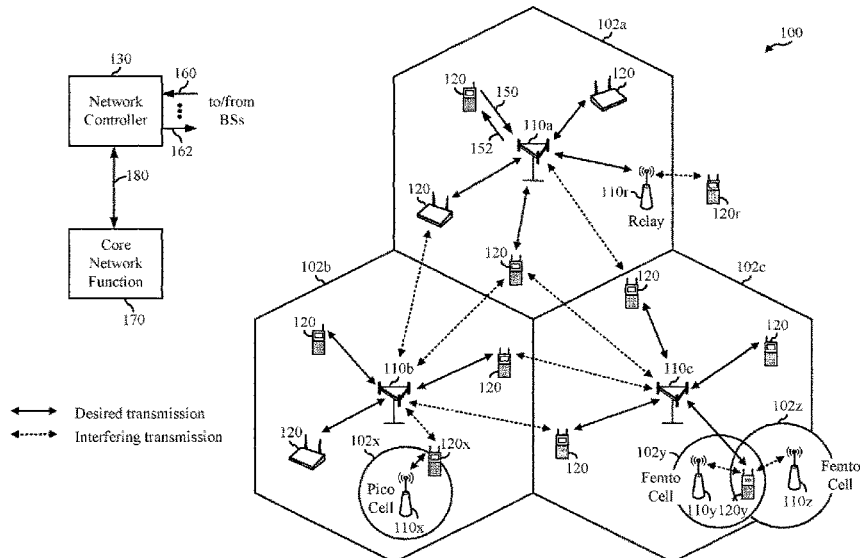 102a
100
130
Network
Controller
160
to/from
BSs
162
180
Core
Network
Function
170
120
150
110a
120
152
120
110r
Relay
120r
102b
120
102c
120
120
120
110b
120
110c
120
120
102x
120x
Pico
Cell
110x
120
102z
102y
Femto
Cell
110y
120y
110z
Femto
Cell
Desired transmission
Interfering transmission